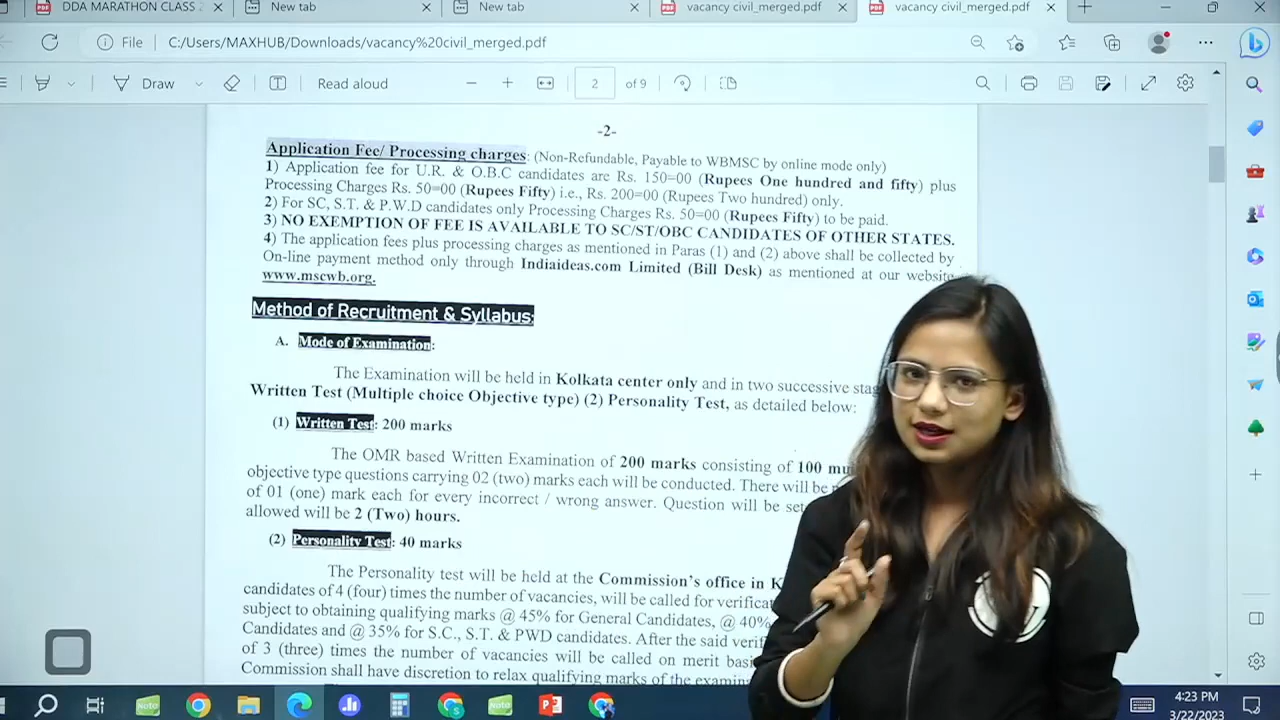 DDA MARATHON CLASS 2
New tab
New tab
vacancy civil_merged.pdf
vacancy civil_merged.pdf
File
C:/Users/MAXHUB/Downloads/vacancy%20civil_merged.pdf
Draw
Read aloud
2
of 9
-2-
Application Fee/ Processing charges: (Non-Refundable, Payable to WBMSC by online mode only)
1) Application fee for U.R. & O.B.C candidates are Rs. 150=00 (Rupees One hundred and fifty) plus
Processing Charges Rs. 50=00 (Rupees Fifty) i.e., Rs. 200=00 (Rupees Two hundred) only.
2) For SC, S.T. & P.W.D candidates only Processing Charges Rs. 50=00 (Rupees Fifty) to be paid.
3) NO EXEMPTION OF FEE IS AVAILABLE TO SC/ST/OBC CANDIDATES OF OTHER STATES.
4) The application fees plus processing charges as mentioned in Paras (1) and (2) above shall be collected by
On-line payment method only through Indiaideas.com Limited (Bill Desk) as mentioned at our website
www.mscwb.org.
Method of Recruitment & Syllabus:
A. Mode of Examination:
The Examination will be held in Kolkata center only and in two successive
Written Test (Multiple choice Objective type) (2) Personality Test, as detailed below:
(1) Written Test: 200 marks
The OMR based Written Examination of 200 marks consisting of 100
objective type questions carrying 02 (two) marks each will be conducted. There will be
of 01 (one) mark each for every incorrect / wrong answer. Question will be set
allowed will be 2 (Two) hours.
(2) Personality Test: 40 marks
The Personality test will be held at the Commission's office in
candidates of 4 (four) times the number of vacancies, will be called for
subject to obtaining qualifying marks @ 45% for General Candidates, @ 40%
Candidates and @ 35% for S.C., S.T. & PWD candidates. After the said
of 3 (three) times the number of vacancies will be called on merit
Commission shall have discretion to relax qualifying marks of the
4:23 PM
3/22/2023